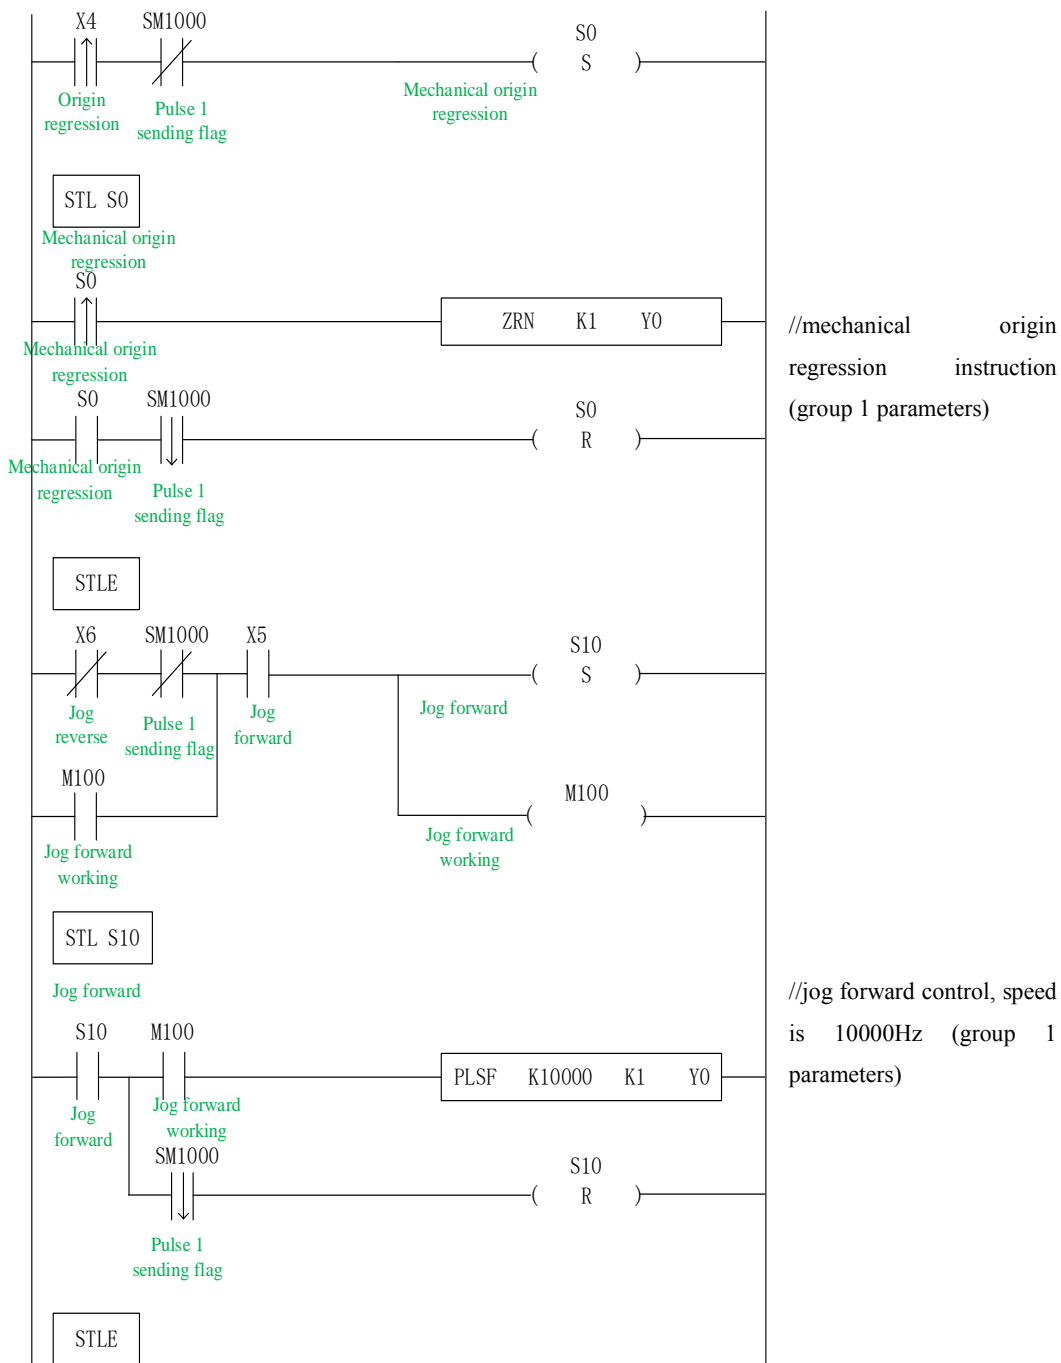 X4 SM1000
S0
( S )
Origin
regression
Pulse 1
sending flag
Mechanical origin
regression
STL S0
Mechanical origin
regression
S0
ZRN K1 Y0
Mechanical origin
regression
//mechanical origin
regression instruction
(group 1 parameters)
S0 SM1000
S0
( R )
Mechanical origin
regression
Pulse 1
sending flag
STLE
X6 SM1000 X5
S10
( S )
Jog
reverse
Pulse 1
sending flag
Jog
forward
Jog forward
M100
M100
( )
Jog forward
working
Jog forward
working
STL S10
Jog forward
//jog forward control, speed
is 10000Hz (group 1
parameters)
S10 M100
PLSF K10000 K1 Y0
Jog
forward
Jog forward
working
SM1000
S10
( R )
Pulse 1
sending flag
STLE